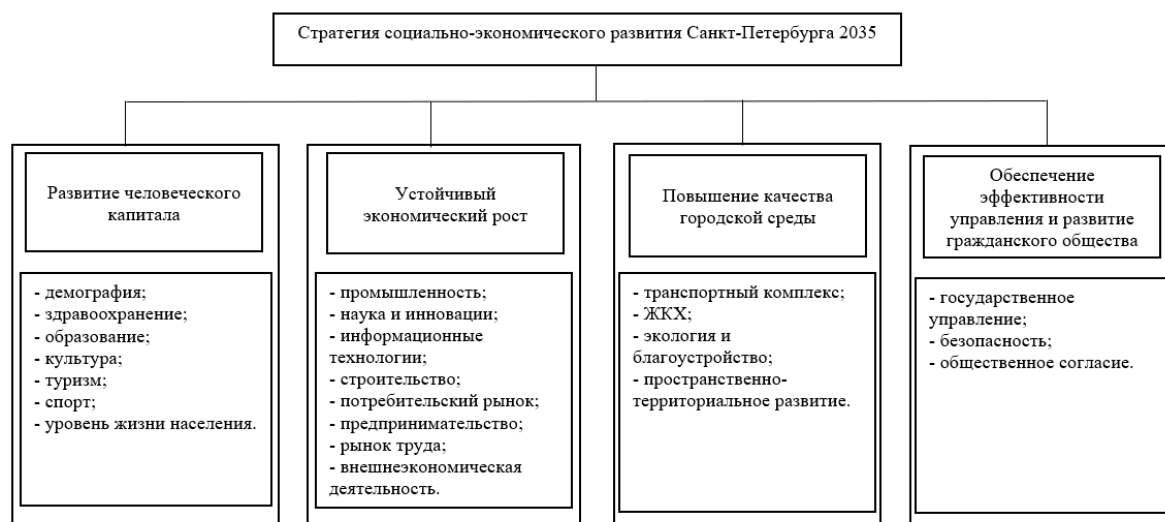 Стратегия социально-экономического развития Санкт-Петербурга 2035
Развитие человеческого
капитала
- демография;
- здравоохранение;
- образование;
- культура;
- туризм;
- спорт;
- уровень жизни населения.
Устойчивый
экономический рост
- промышленность;
- наука и инновации;
- информационные
технологии;
- строительство;
- потребительский рынок;
- предпринимательство;
- рынок труда;
- внешнеэкономическая
деятельность.
Повышение качества
городской среды
- транспортный комплекс;
- ЖКХ;
- экология и
благоустройство;
- пространственно-
территориальное развитие.
Обеспечение
эффективности
управления и развитие
гражданского общества
- государственное
управление;
- безопасность;
- общественное согласие.